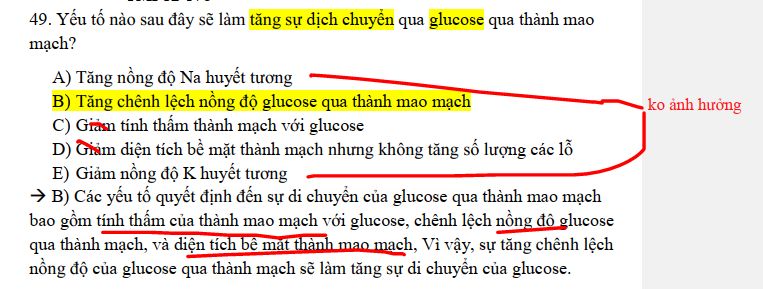 49. Yếu tố nào sau đây sẽ làm tăng sự dịch chuyển qua glucose qua thành mao
mạch?
A) Tăng nồng độ Na huyết tương
B) Tăng chênh lệch nồng độ glucose qua thành mao mạch
ko ảnh hưởng
C) Giảm tính thấm thành mạch với glucose
D) Giảm diện tích bề mặt thành mạch nhưng không tăng số lượng các lỗ
E) Giảm nồng độ K huyết tương
→ B) Các yếu tố quyết định đến sự di chuyển của glucose qua thành mao mạch
bao gồm tính thấm của thành mao mạch với glucose, chênh lệch nồng độ glucose
qua thành mạch, và diện tích bề mặt thành mao mạch, Vì vậy, sự tăng chênh lệch
nồng độ của glucose qua thành mạch sẽ làm tăng sự di chuyển của glucose.